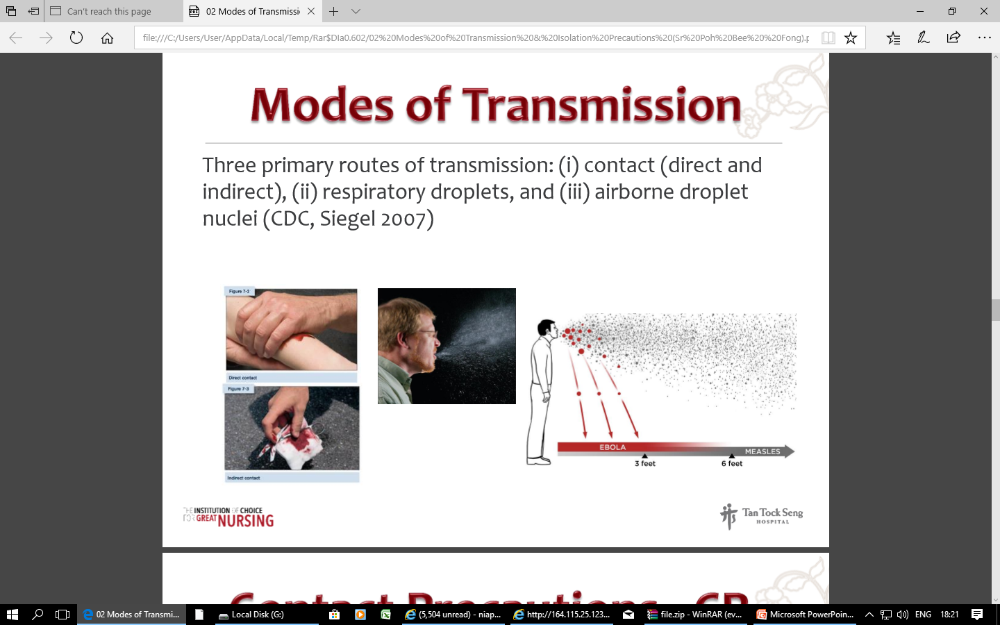 Can't reach this page
02 Modes of Transmissi
file:///C:/Users/User/AppData/Local/Temp/Rar$DIa0.602/02%20Modes%20of%20Transmission%20&%20Isolation%20Precautions%20(Sr%20Poh%20Bee%20%20Fong).p
Modes of Transmission
Three primary routes of transmission: (i) contact (direct and
indirect), (ii) respiratory droplets, and (iii) airborne droplet
nuclei (CDC, Siegel 2007)
Figure 7-2
Direct contact
Figure 7-3
Indirect contact
EBOLA
MEASLES
3 feet
6 feet
THE INSTITUTION OF CHOICE
FOR GREAT NURSING
Tan Tock Seng
HOSPITAL
Contact Precautions - CP
02 Modes of Transmi...
Local Disk (G:)
(5,504 unread) - niap...
http://164.115.25.123...
file.zip - WinRAR (ev...
Microsoft PowerPoin...
ENG
18:21